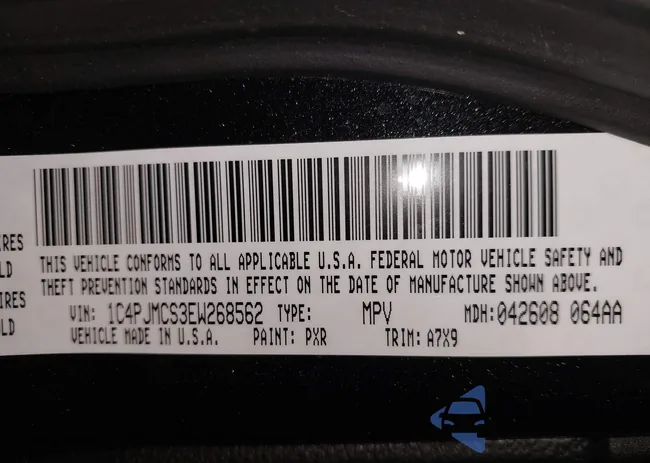 IRES
LD
IRES
LD
THIS VEHICLE CONFORMS TO ALL APPLICABLE U.S.A. FEDERAL MOTOR VEHICLE SAFETY AND
THEFT PREVENTION STANDARDS IN EFFECT ON THE DATE OF MANUFACTURE SHOWN ABOVE.
VIN: 1C4PJMCS3EW268562 TYPE: MPV MDH: 042608 064AA
VEHICLE MADE IN U.S.A. PAINT: PXR TRIM: A7X9